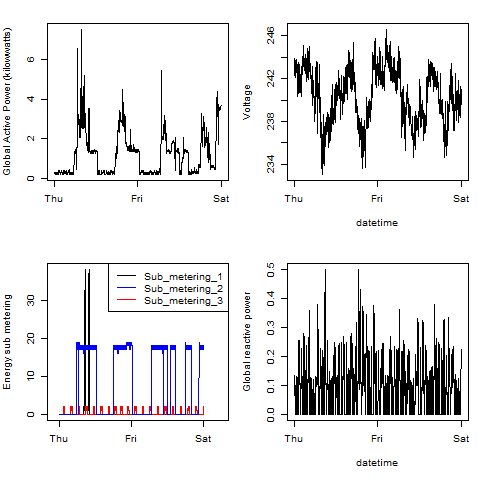 Global Active Power (kilowwatts)
0
2
4
6
Thu
Fri
Sat
Voltage
234
238
242
246
Thu
Fri
Sat
datetime
Energy sub metering
0
10
20
30
Sub_metering_1
Sub_metering_2
Sub_metering_3
Thu
Fri
Sat
Global reactive power
0.0
0.1
0.2
0.3
0.4
0.5
Thu
Fri
Sat
datetime